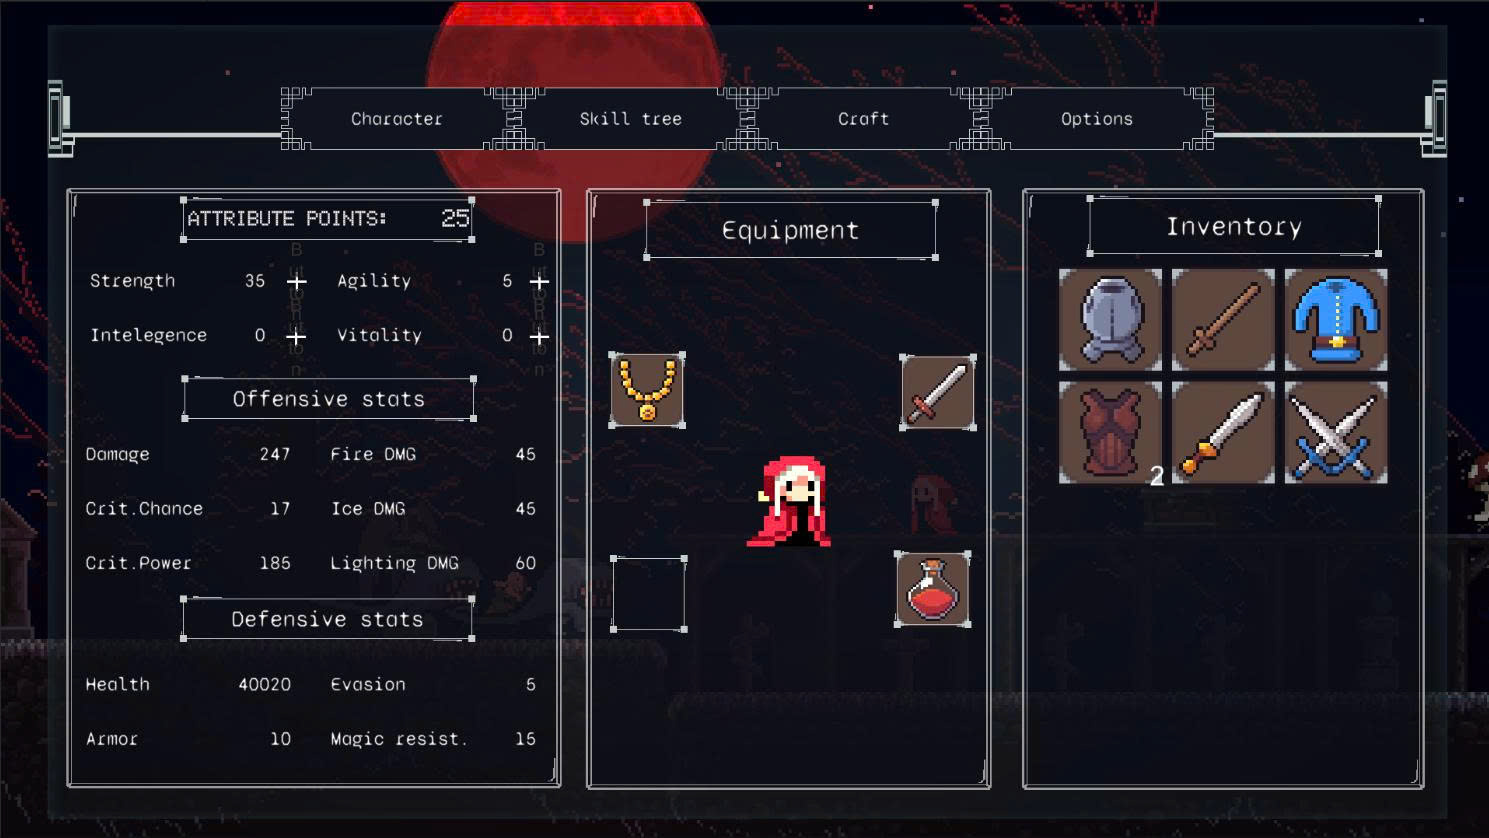 Character
Skill tree
Craft
Options
ATTRIBUTE POINTS: 25
Strength 35 + Agility 5 +
Intelegence 0 + Vitality 0 +
Offensive stats
Damage 247 Fire DMG 45
Crit.Chance 17 Ice DMG 45
Crit.Power 185 Lighting DMG 60
Defensive stats
Health 40020 Evasion 5
Armor 10 Magic resist. 15
Equipment
Inventory
2